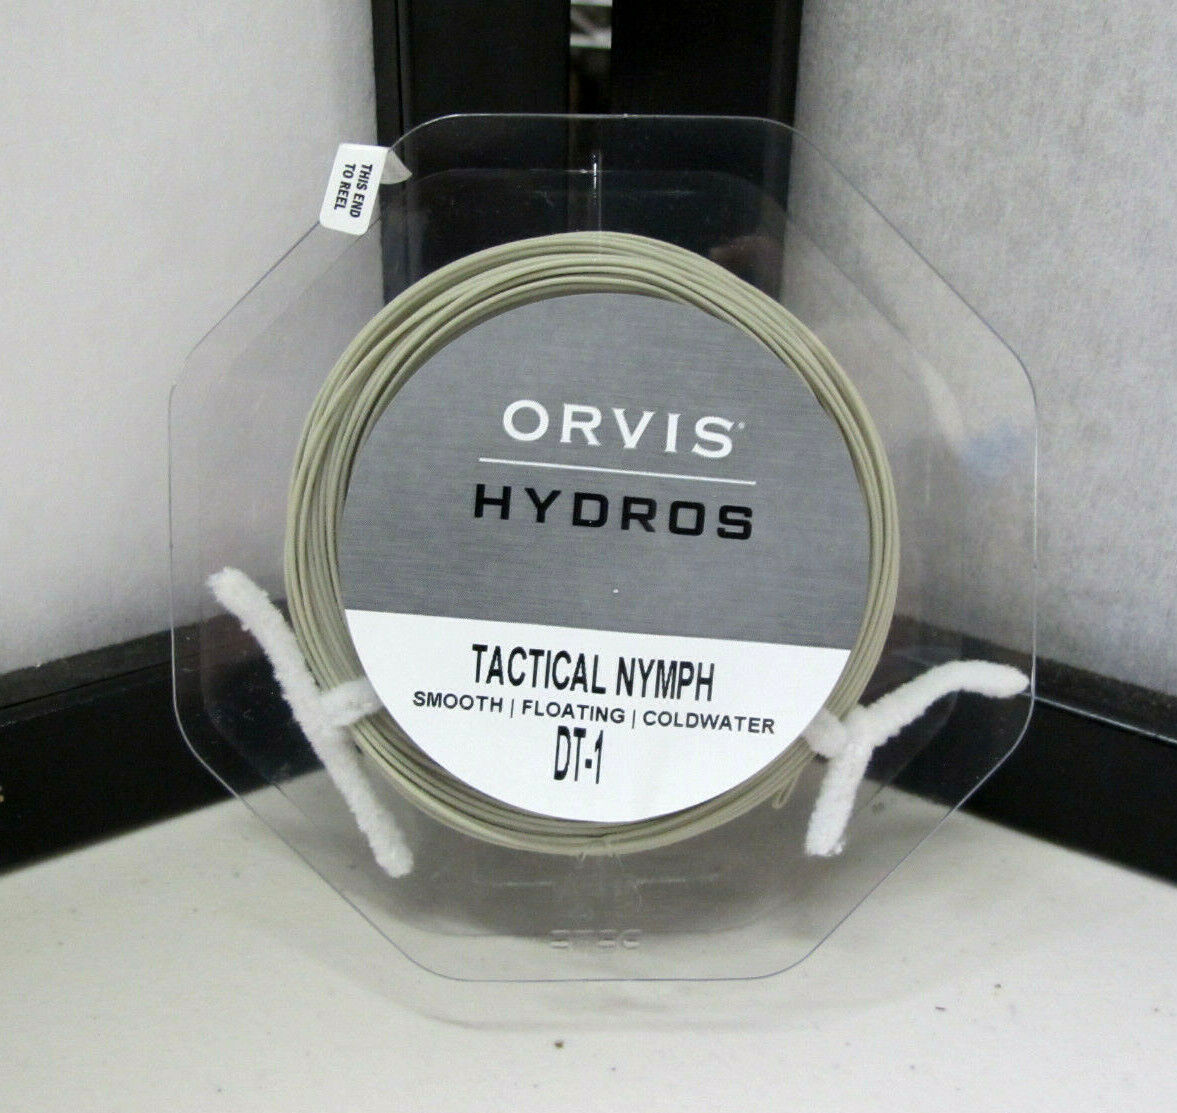 THIS END
TO REEL
ORVIS®
HYDROS
TACTICAL NYMPH
SMOOTH | FLOATING | COLDWATER
DT-1